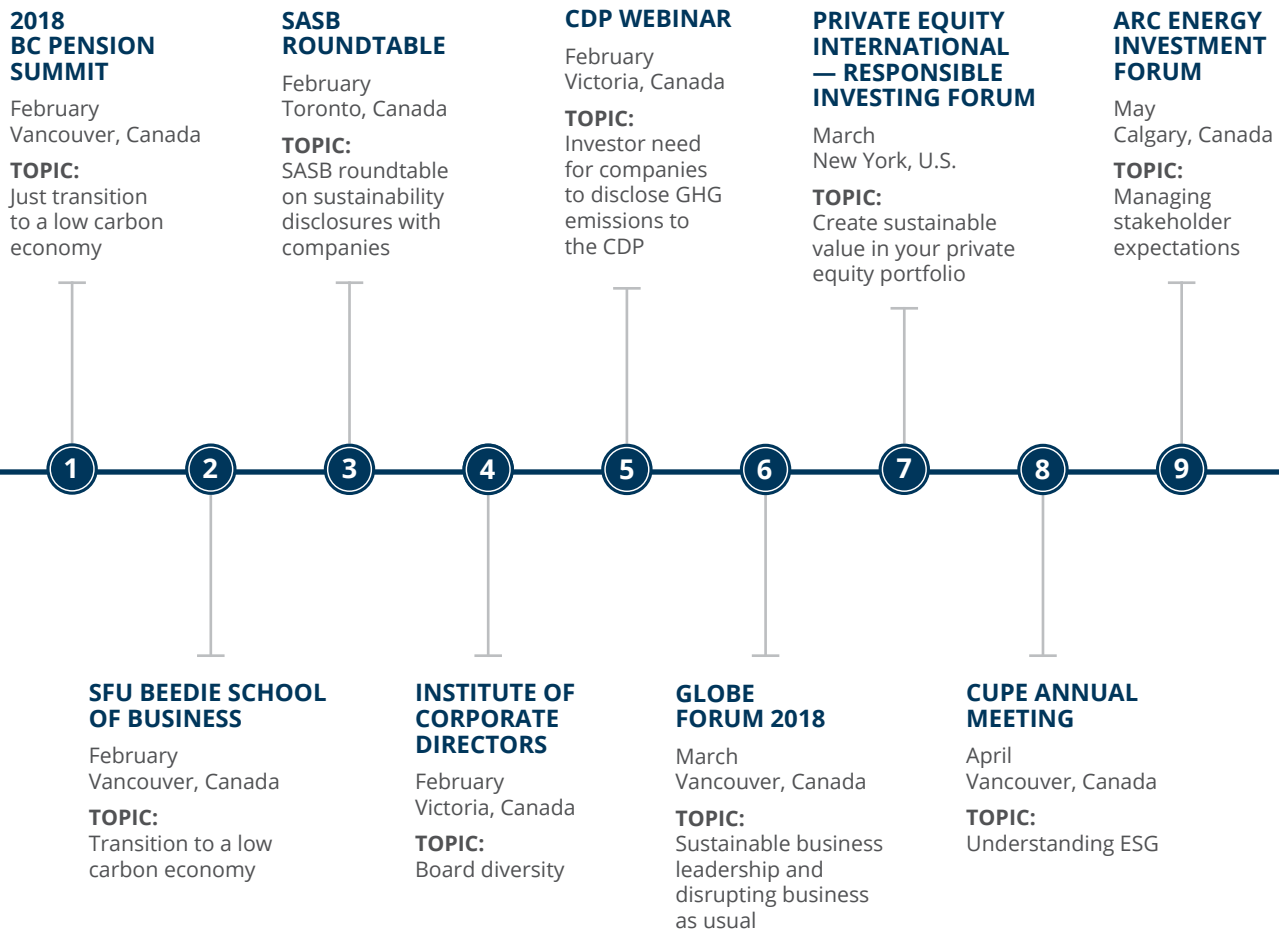 2018
BC PENSION
SUMMIT
February
Vancouver, Canada
TOPIC:
Just transition
to a low carbon
economy
SASB
ROUNDTABLE
February
Toronto, Canada
TOPIC:
SASB roundtable
on sustainability
disclosures with
companies
CDP WEBINAR
February
Victoria, Canada
TOPIC:
Investor need
for companies
to disclose GHG
emissions to
the CDP
PRIVATE EQUITY
INTERNATIONAL
— RESPONSIBLE
INVESTING FORUM
March
New York, U.S.
TOPIC:
Create sustainable
value in your private
equity portfolio
ARC ENERGY
INVESTMENT
FORUM
May
Calgary, Canada
TOPIC:
Managing
stakeholder
expectations
1
2
3
4
5
6
7
8
9
SFU BEEDIE SCHOOL
OF BUSINESS
February
Vancouver, Canada
TOPIC:
Transition to a low
carbon economy
INSTITUTE OF
CORPORATE
DIRECTORS
February
Victoria, Canada
TOPIC:
Board diversity
GLOBE
FORUM 2018
March
Vancouver, Canada
TOPIC:
Sustainable business
leadership and
disrupting business
as usual
CUPE ANNUAL
MEETING
April
Vancouver, Canada
TOPIC:
Understanding ESG